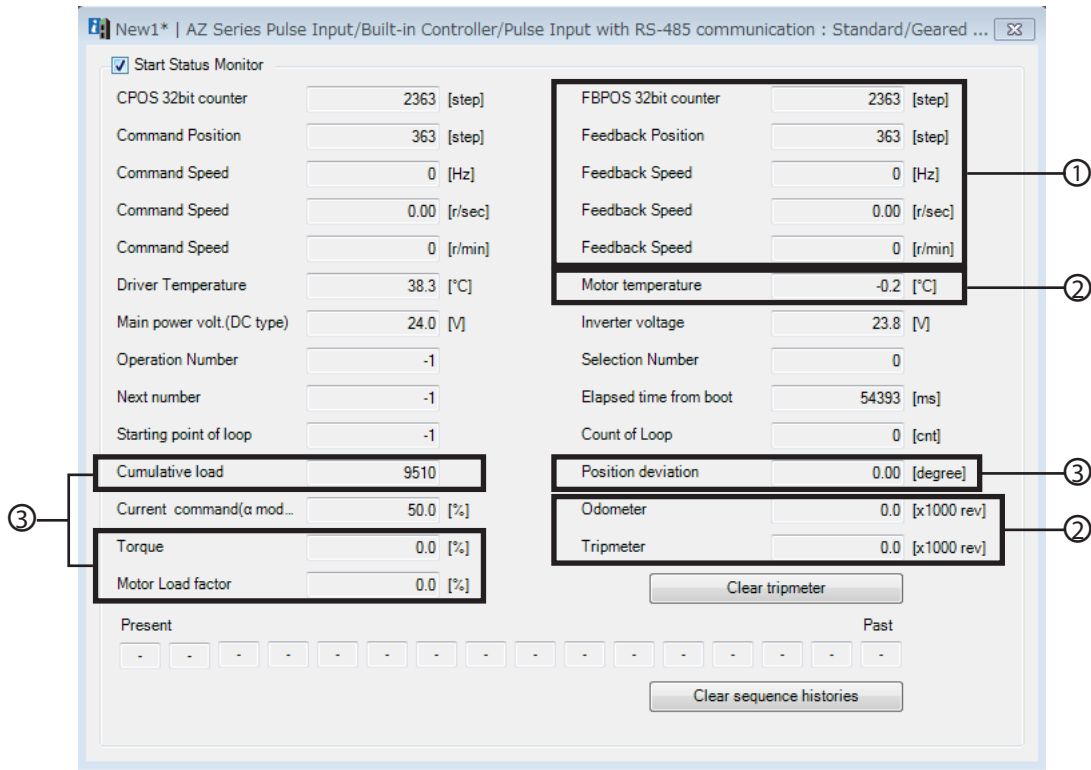 New1* | AZ Series Pulse Input/Built-in Controller/Pulse Input with RS-485 communication : Standard/Geared ...
Start Status Monitor
CPOS 32bit counter 2363 [step] FBPOS 32bit counter 2363 [step]
Command Position 363 [step] Feedback Position 363 [step]
Command Speed 0 [Hz] Feedback Speed 0 [Hz] ①
Command Speed 0.00 [r/sec] Feedback Speed 0.00 [r/sec]
Command Speed 0 [r/min] Feedback Speed 0 [r/min]
Driver Temperature 38.3 [°C] Motor temperature -0.2 [°C] ②
Main power volt.(DC type) 24.0 [V] Inverter voltage 23.8 [V]
Operation Number -1 Selection Number 0
Next number -1 Elapsed time from boot 54393 [ms]
Starting point of loop -1 Count of Loop 0 [cnt]
Cumulative load 9510 Position deviation 0.00 [degree] ③
③ Current command(α mod... 50.0 [%] Odometer 0.0 [x1000 rev] ②
Torque 0.0 [%] Tripmeter 0.0 [x1000 rev]
Motor Load factor 0.0 [%] Clear tripmeter
Present Past
- - - - - - - - - - - - - - - -
Clear sequence histories